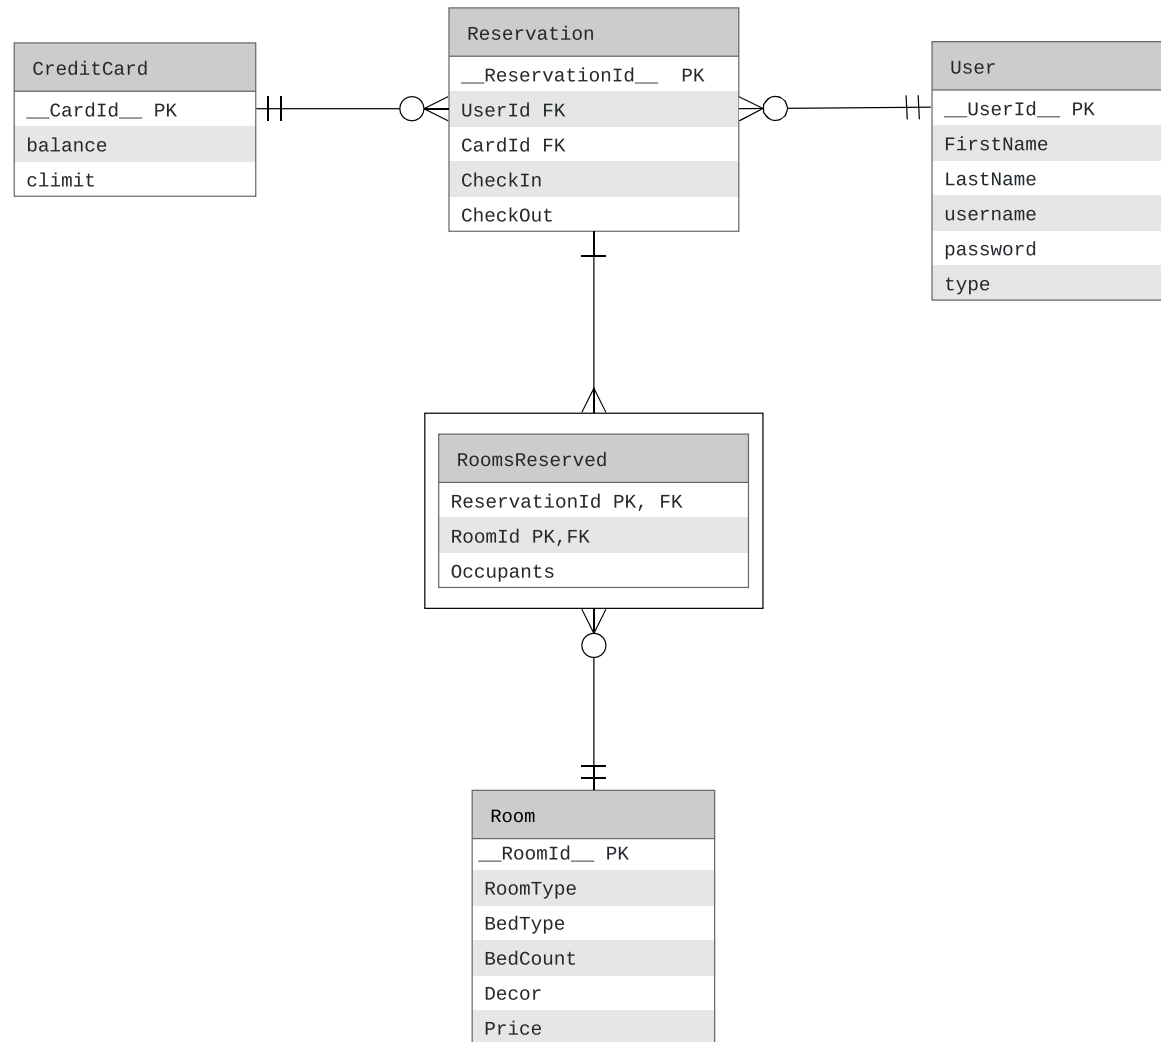 CreditCard
__CardId__ PK
balance
climit
Reservation
__ReservationId__  PK
UserId FK
CardId FK
CheckIn
CheckOut
User
__UserId__ PK
FirstName
LastName
username
password
type
RoomsReserved
ReservationId PK, FK
RoomId PK,FK
Occupants
Room
__RoomId__ PK
RoomType
BedType
BedCount
Decor
Price